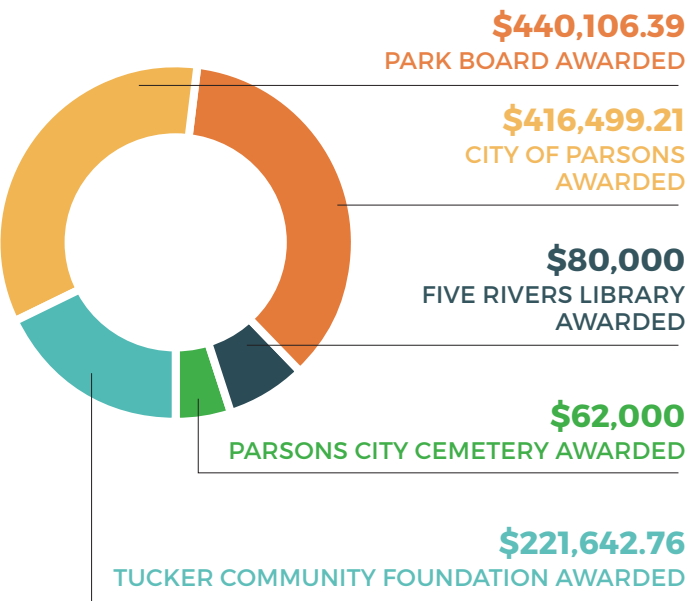 $440,106.39
PARK BOARD AWARDED
$416,499.21
CITY OF PARSONS
AWARDED
$80,000
FIVE RIVERS LIBRARY
AWARDED
$62,000
PARSONS CITY CEMETERY AWARDED
$221,642.76
TUCKER COMMUNITY FOUNDATION AWARDED